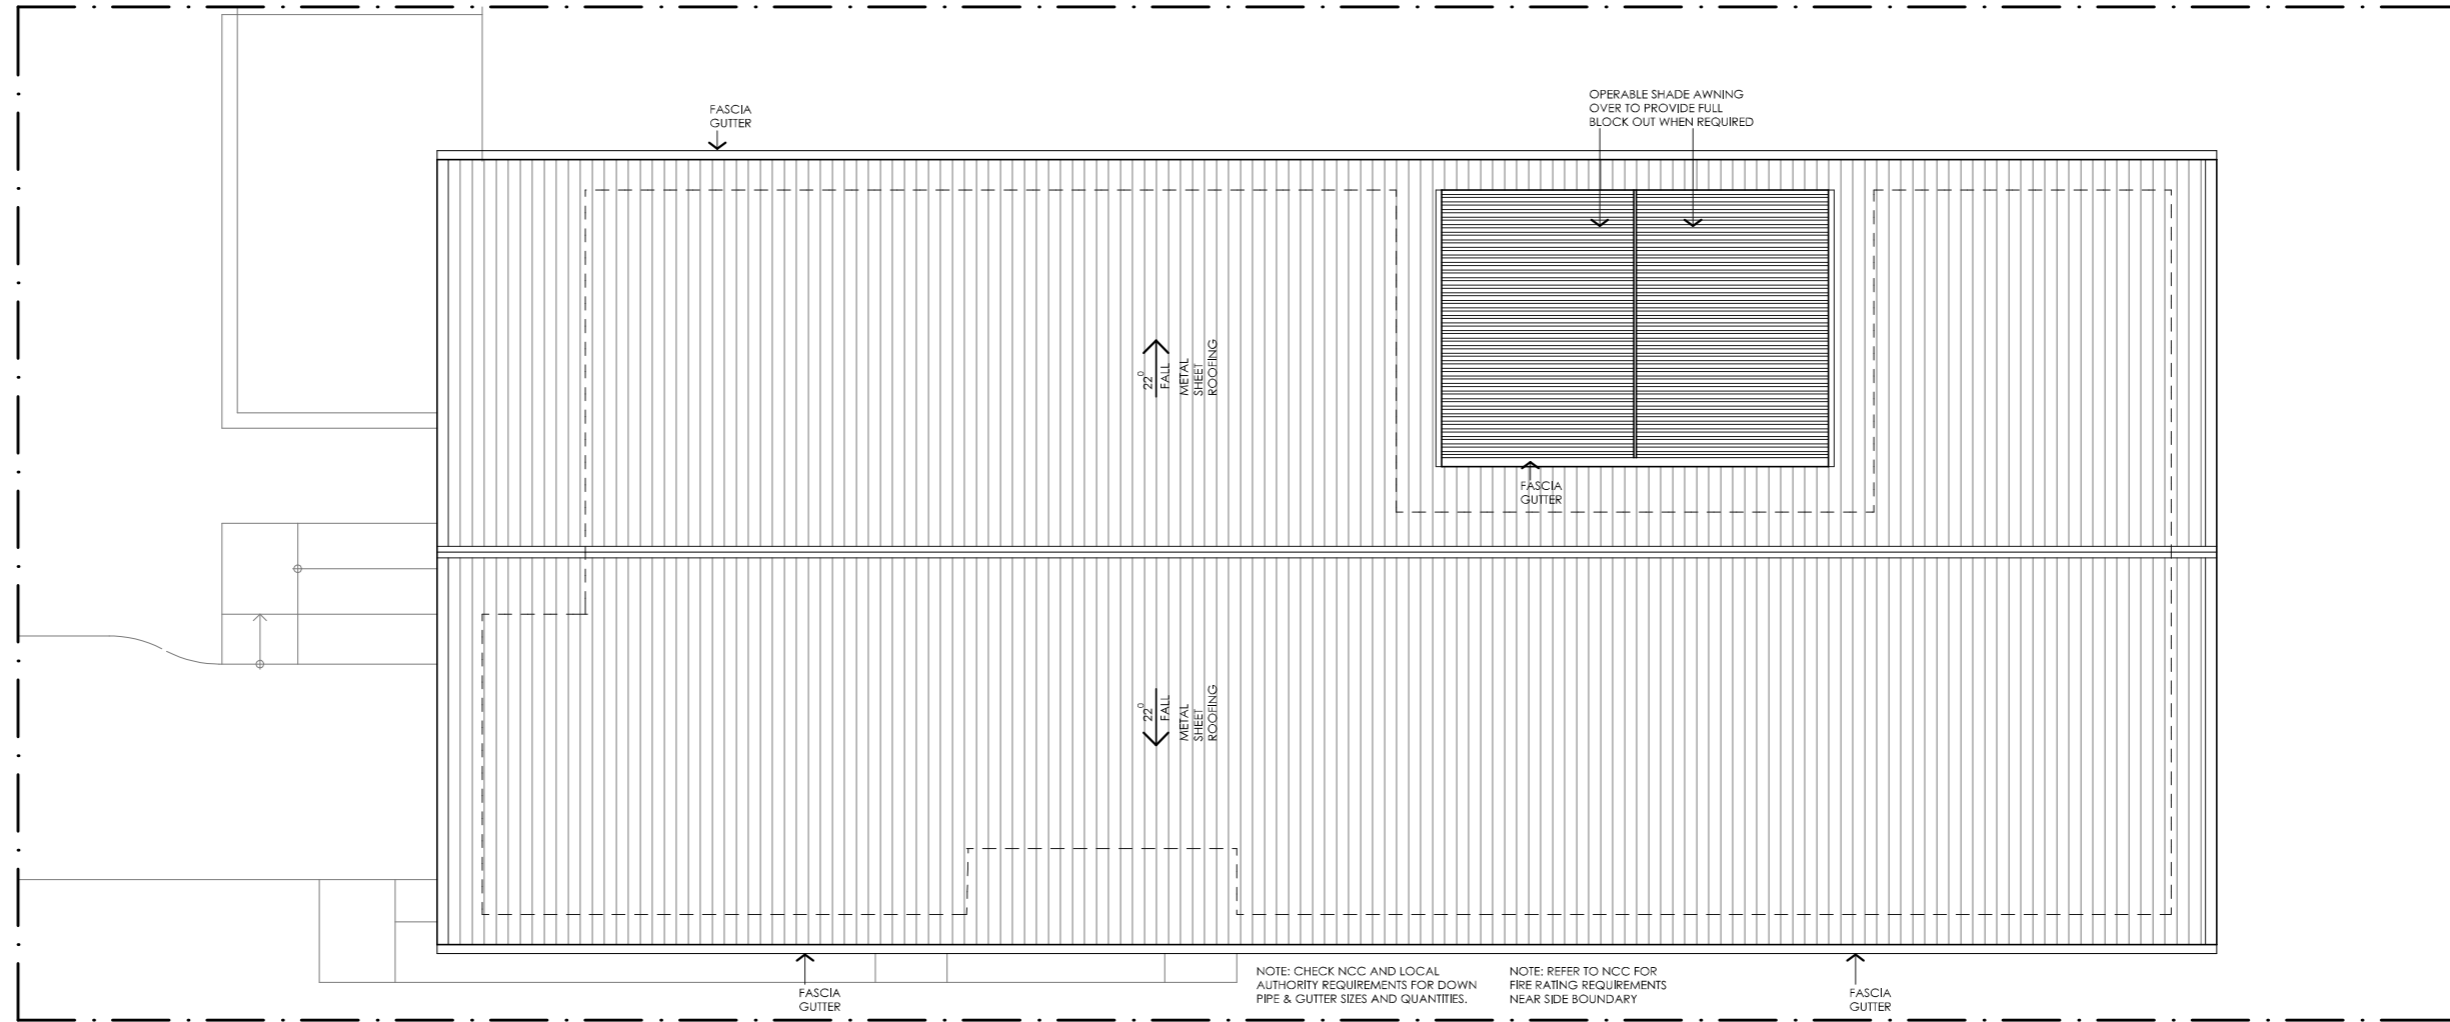 FASCIA
GUTTER
OPERABLE SHADE AWNING
OVER TO PROVIDE FULL
BLOCK OUT WHEN REQUIRED
22⁰
FALL
METAL
SHEET
ROOFING
FASCIA
GUTTER
22⁰
FALL
METAL
SHEET
ROOFING
FASCIA
GUTTER
NOTE: CHECK NCC AND LOCAL
AUTHORITY REQUIREMENTS FOR DOWN
PIPE & GUTTER SIZES AND QUANTITIES.
NOTE: REFER TO NCC FOR
FIRE RATING REQUIREMENTS
NEAR SIDE BOUNDARY
FASCIA
GUTTER